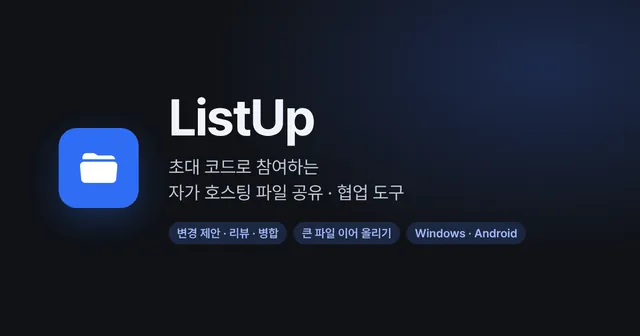 ListUp
초대 코드로 참여하는
자가 호스팅 파일 공유 · 협업 도구
변경 제안 · 리뷰 · 병합
큰 파일 이어 올리기
Windows · Android